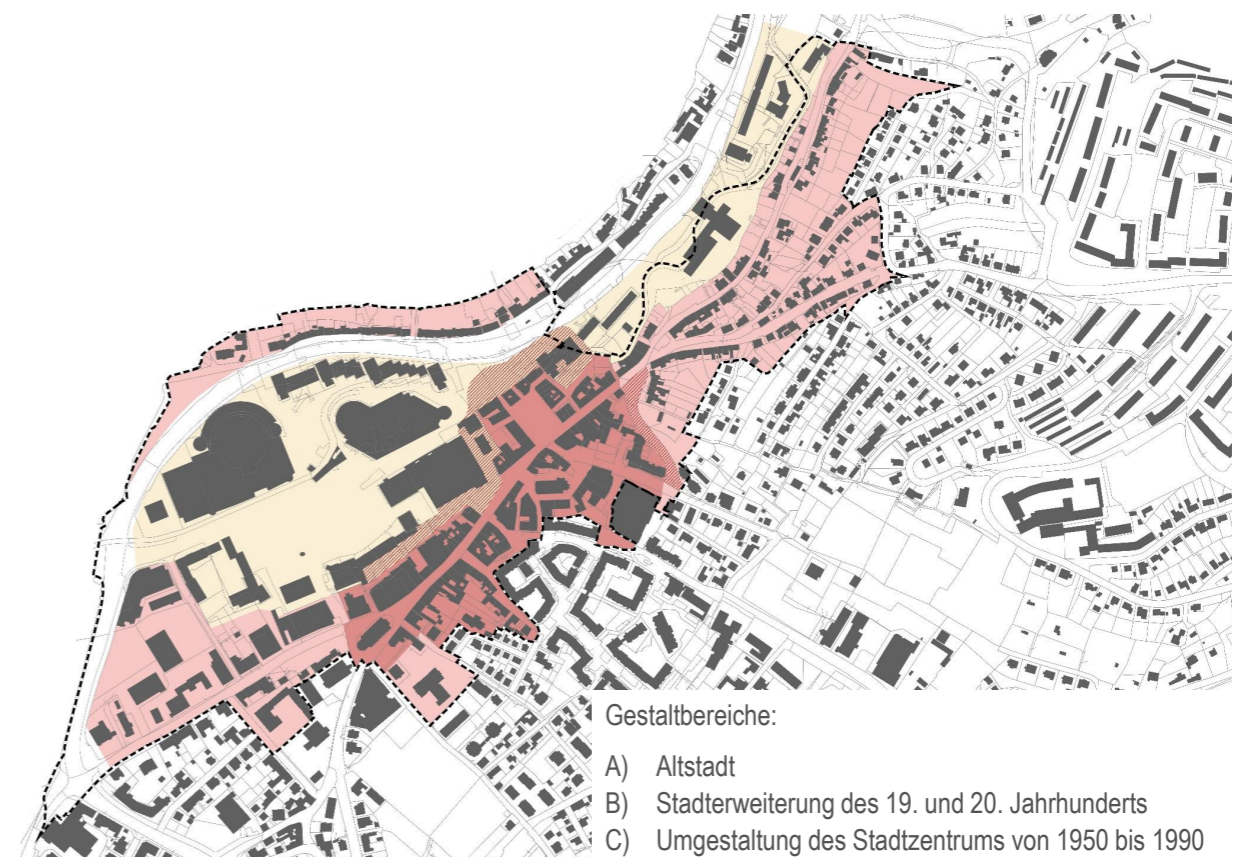 Gestaltbereiche:
A) Altstadt
B) Stadterweiterung des 19. und 20. Jahrhunderts
C) Umgestaltung des Stadtzentrums von 1950 bis 1990